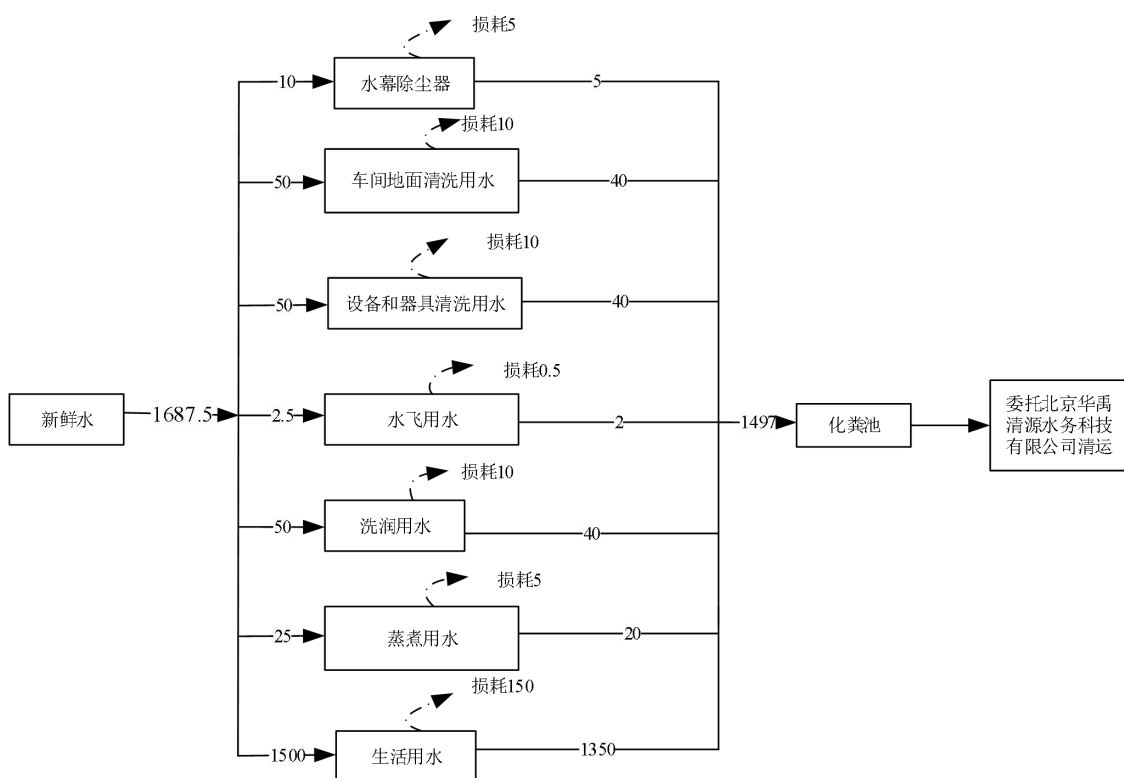 损耗5
10
水幕除尘器
5
损耗10
50
车间地面清洗用水
40
损耗10
50
设备和器具清洗用水
40
损耗0.5
新鲜水
1687.5
2.5
水飞用水
2
1497
化粪池
委托北京华禹
清源水务科技
有限公司清运
损耗10
50
洗润用水
40
损耗5
25
蒸煮用水
20
损耗150
1500
生活用水
1350